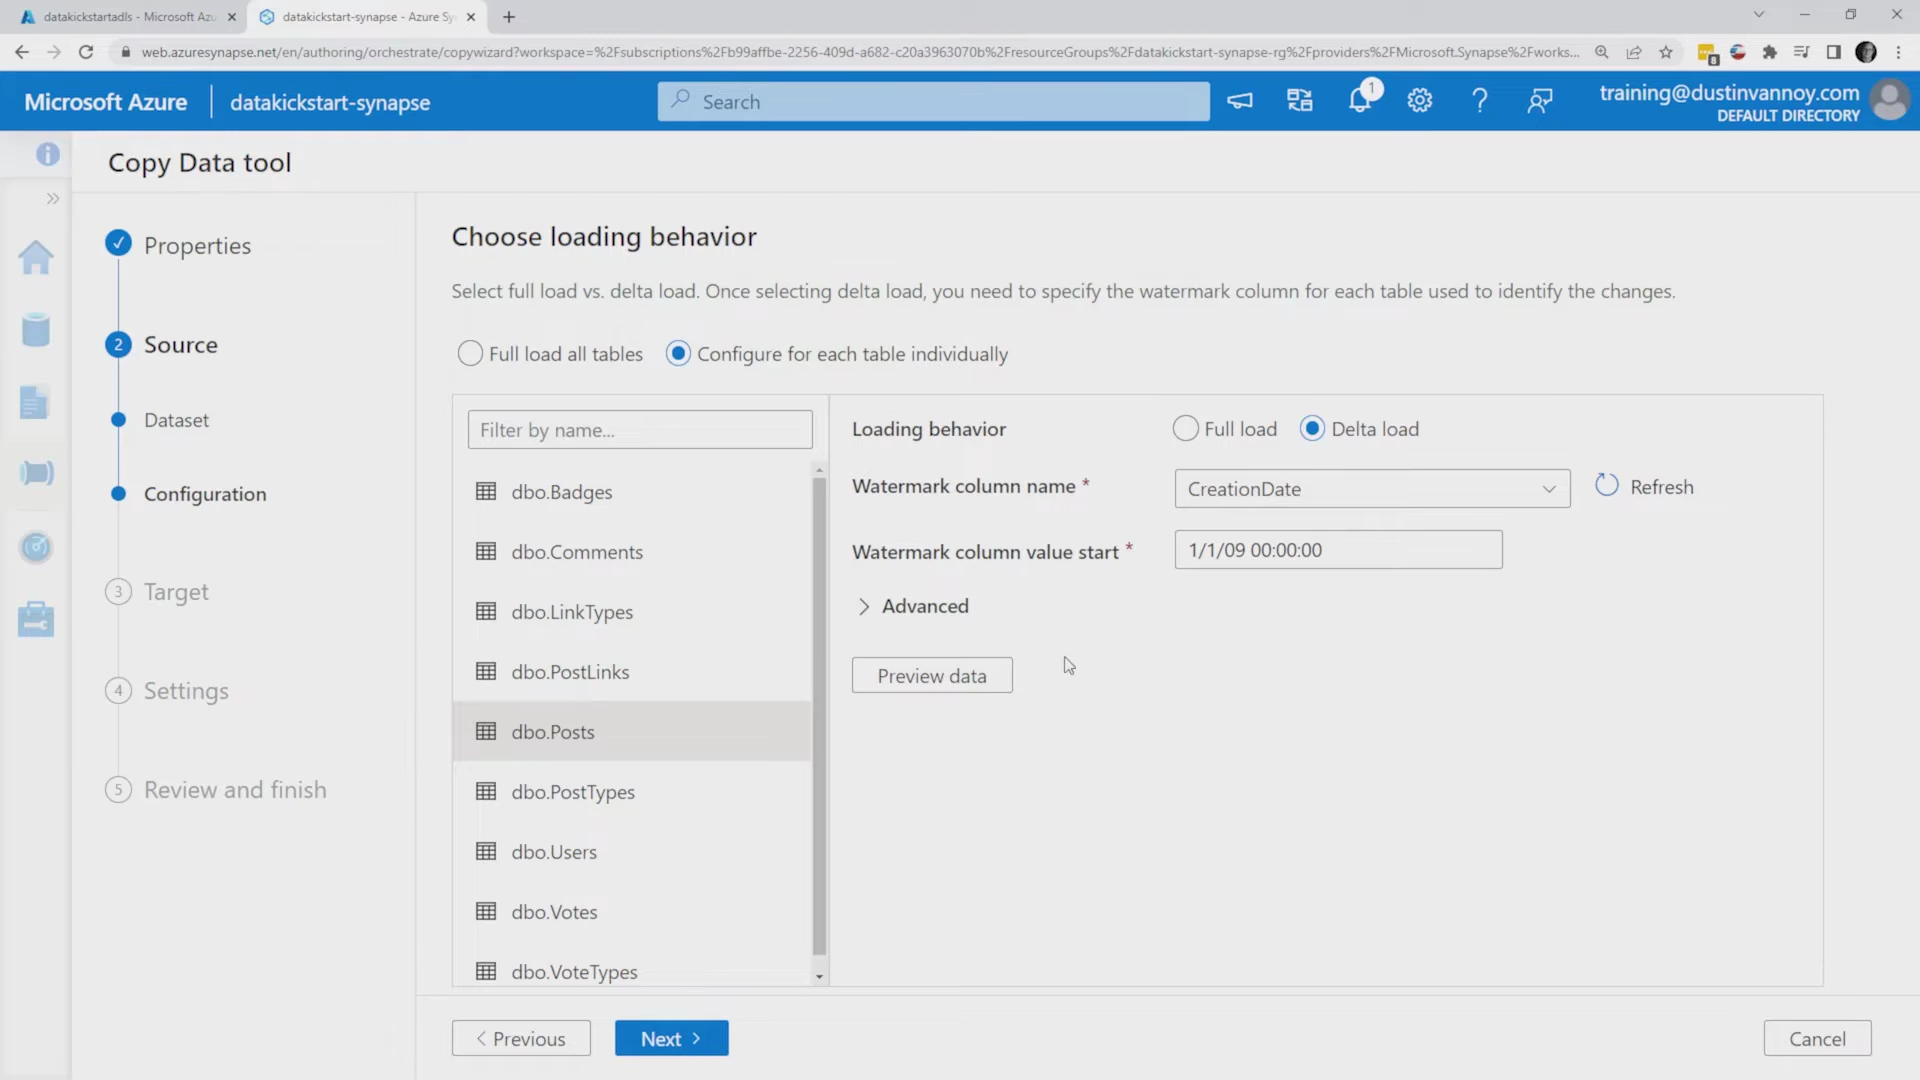 datakickstartadls - Microsoft Azu
datakickstart-synapse - Azure Sy
web.azuresynapse.net/en/authoring/orchestrate/copywizard?workspace=%2Fsubscriptions%2Fb99affbe-2256-409d-a682-c20a3963070b%2FresourceGroups%2Fdatakickstart-synapse-rg%2Fproviders%2FMicrosoft.Synapse%2Fworks...
8
Microsoft Azure
datakickstart-synapse
Search
1
training@dustinvannoy.com
DEFAULT DIRECTORY
Copy Data tool
Properties
2 Source
Dataset
Configuration
3 Target
4 Settings
5 Review and finish
Choose loading behavior
Select full load vs. delta load. Once selecting delta load, you need to specify the watermark column for each table used to identify the changes.
Full load all tables
Configure for each table individually
Filter by name...
dbo.Badges
dbo.Comments
dbo.LinkTypes
dbo.PostLinks
dbo.Posts
dbo.PostTypes
dbo.Users
dbo.Votes
dbo.VoteTypes
Loading behavior
Full load
Delta load
Watermark column name *
CreationDate
Refresh
Watermark column value start *
1/1/09 00:00:00
Advanced
Preview data
Previous
Next
Cancel